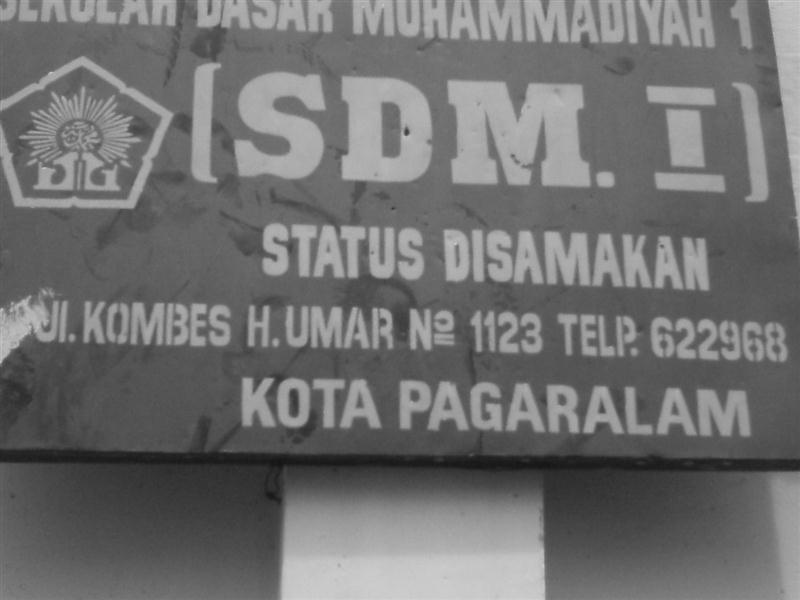 SEKOLAH DASAR MUHAMMADIYAH 1
(SDM. I)
STATUS DISAMAKAN
Jl. KOMBES H. UMAR Nº 1123 TELP. 622968
KOTA PAGARALAM